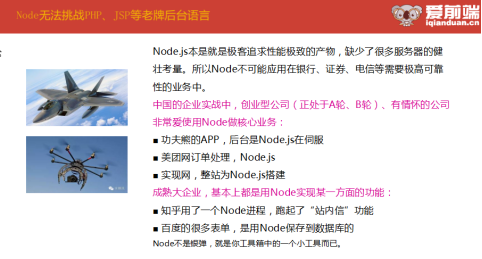 Node无法挑战PHP、JSP等老牌后台语言
爱前端
iqianduan.cn
Node.js本是就是极客追求性能极致的产物，缺少了很多服务器的健
壮考量。所以Node不可能应用在银行、证券、电信等需要极高可靠
性的业务中。
中国的企业实战中，创业型公司（正处于A轮、B轮）、有情怀的公司
非常爱使用Node做核心业务：
■ 功夫熊的APP，后台是Node.js在伺服
■ 美团网订单处理，Node.js
■ 实现网，整站为Node.js搭建
成熟大企业，基本上都是用Node实现某一方面的功能：
■ 知乎用了一个Node进程，跑起了“站内信”功能
■ 百度的很多表单，是用Node保存到数据库的
Node不是银弹，就是你工具箱中的一个小工具而已。